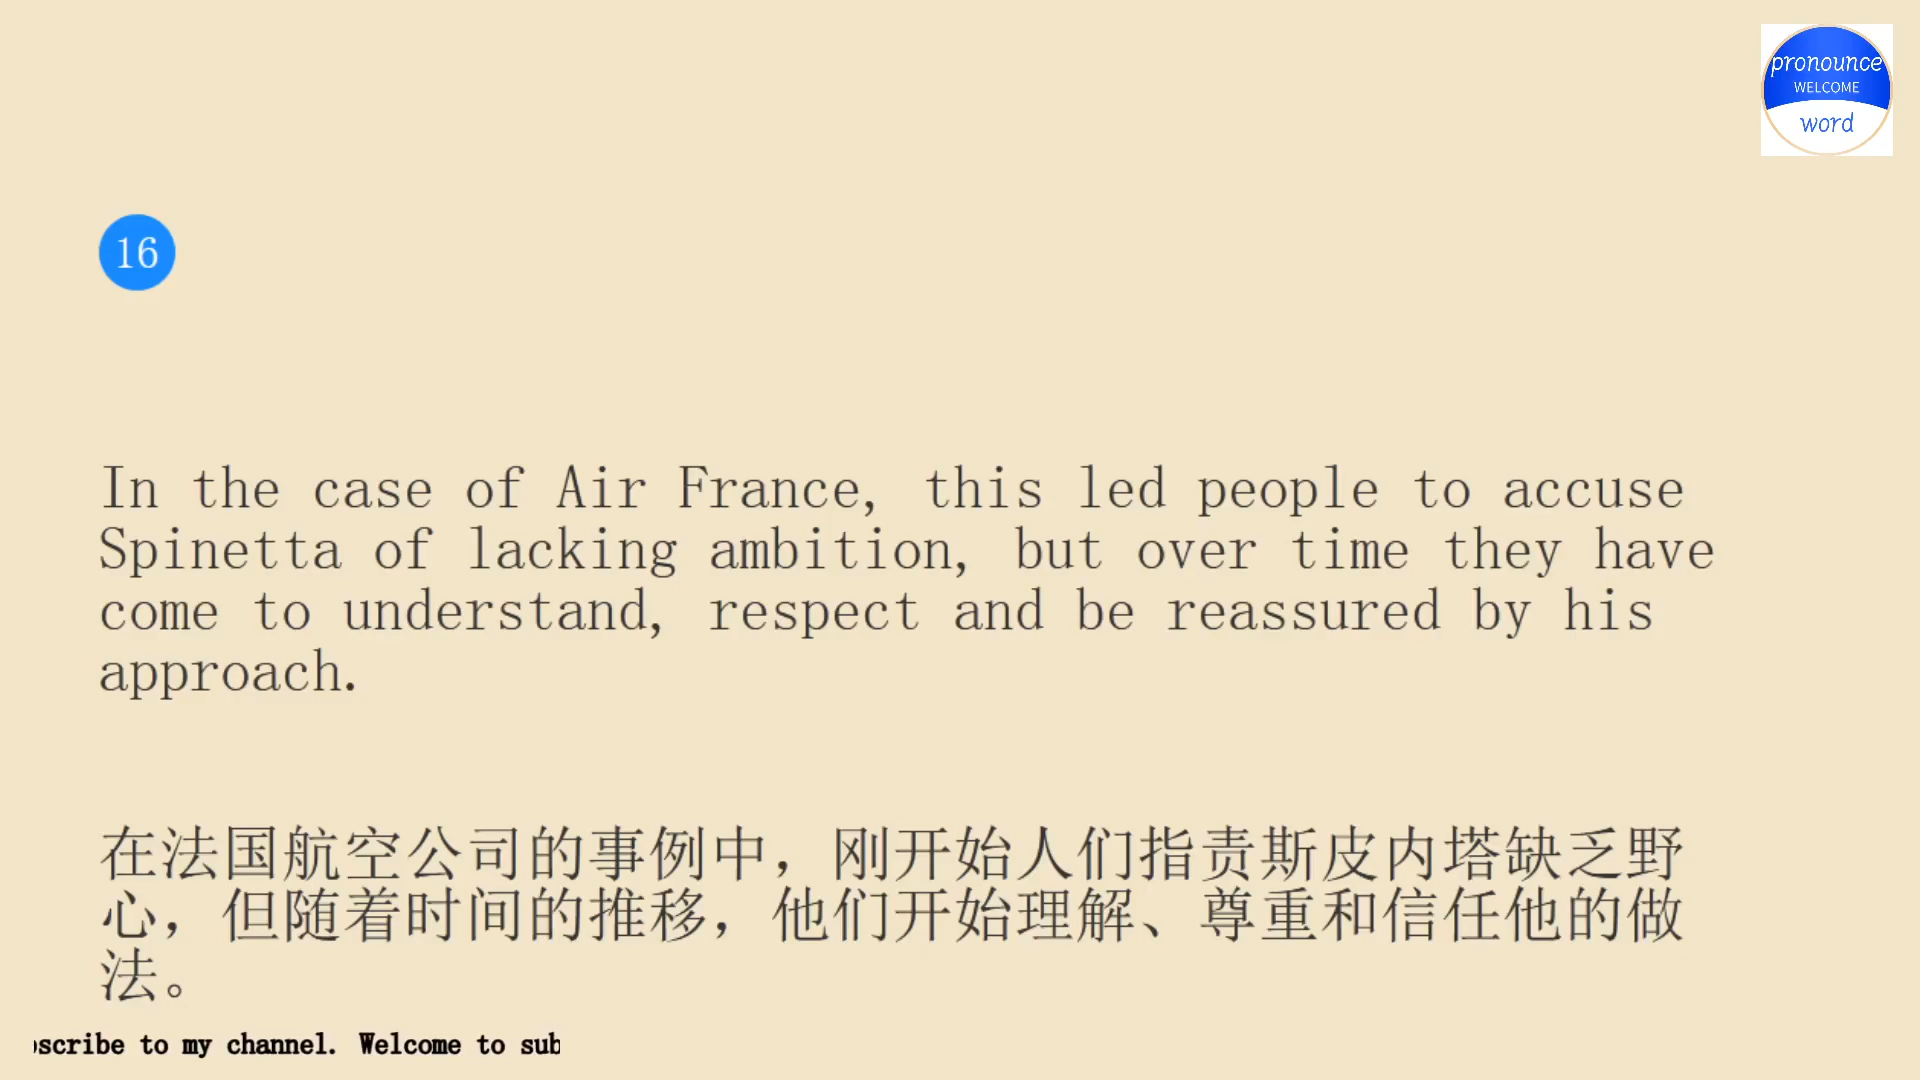 pronounce
WELCOME
word
16
In the case of Air France, this led people to accuse
Spinetta of lacking ambition, but over time they have
come to understand, respect and be reassured by his
approach.
在法国航空公司的事例中，刚开始人们指责斯皮内塔缺乏野
心，但随着时间的推移，他们开始理解、尊重和信任他的做
法。
scribe to my channel. Welcome to sub